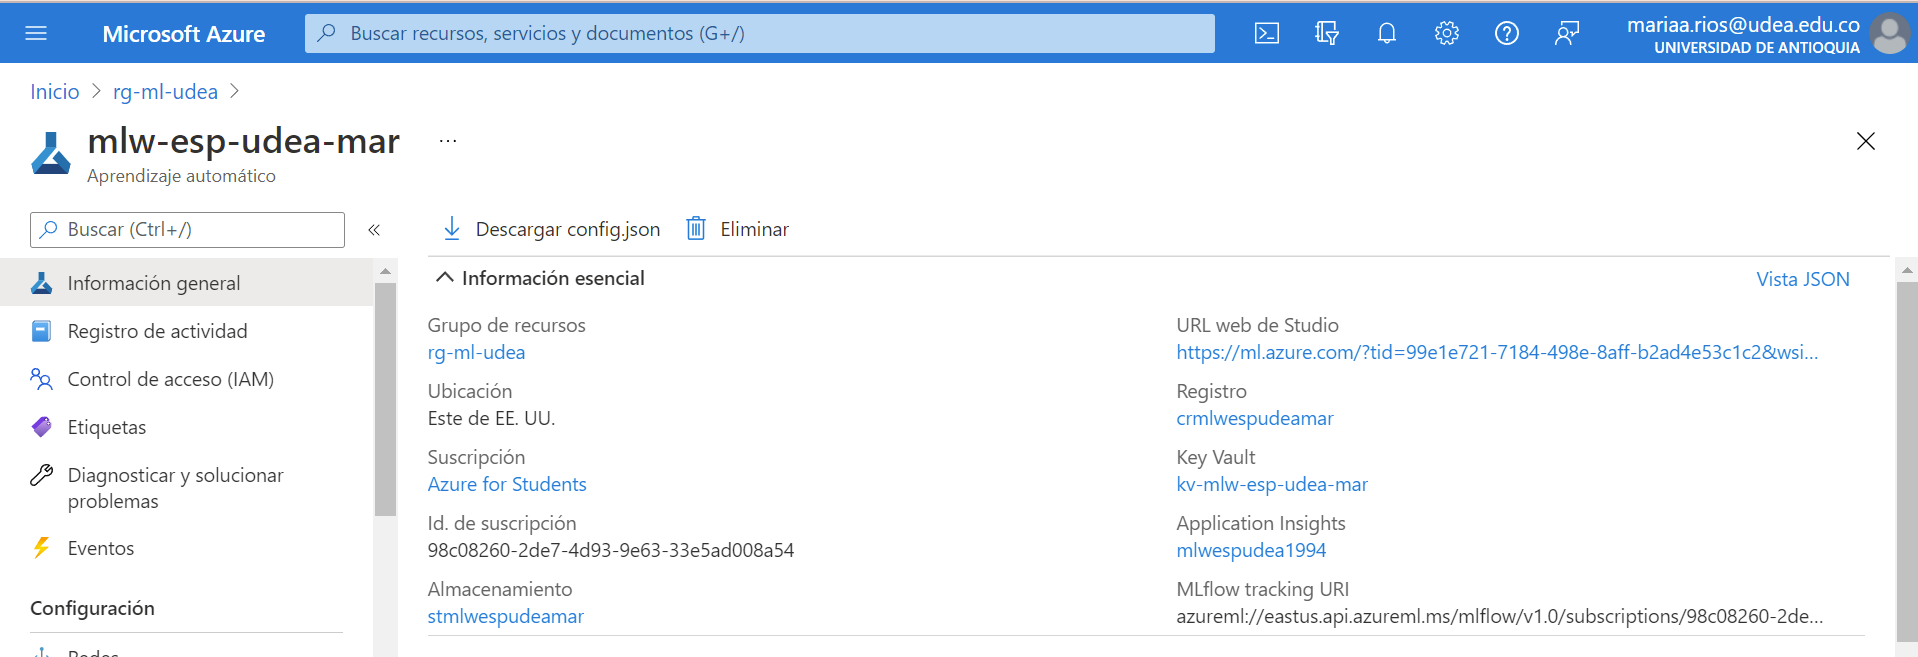 Microsoft Azure
Buscar recursos, servicios y documentos (G+/)
mariaa.rios@udea.edu.co
UNIVERSIDAD DE ANTIOQUIA
Inicio > rg-ml-udea >
mlw-esp-udea-mar ...
Aprendizaje automático
Buscar (Ctrl+/)
«
Información general
Registro de actividad
Control de acceso (IAM)
Etiquetas
Diagnosticar y solucionar
problemas
Eventos
Configuración
Redes
Descargar config.json
Eliminar
Información esencial
Vista JSON
Grupo de recursos
rg-ml-udea
Ubicación
Este de EE. UU.
Suscripción
Azure for Students
Id. de suscripción
98c08260-2de7-4d93-9e63-33e5ad008a54
Almacenamiento
stmlwespudeamar
URL web de Studio
https://ml.azure.com/?tid=99e1e721-7184-498e-8aff-b2ad4e53c1c2&wsi...
Registro
crmlwespudeamar
Key Vault
kv-mlw-esp-udea-mar
Application Insights
mlwespudea1994
MLflow tracking URI
azureml://eastus.api.azureml.ms/mlflow/v1.0/subscriptions/98c08260-2de...